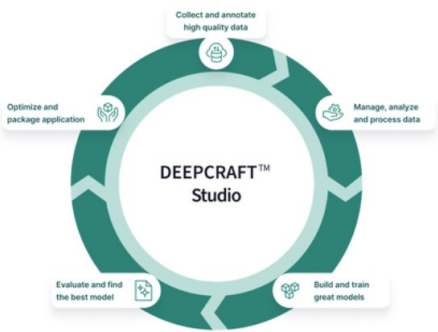 Collect and annotate
high quality data
Manage, analyze
and process data
Build and train
great models
Evaluate and find
the best model
Optimize and
package application
DEEPCRAFT™
Studio